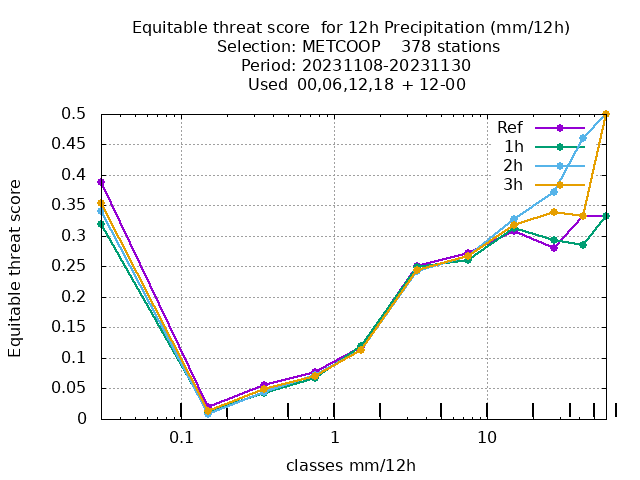 Equitable threat score  for 12h Precipitation (mm/12h)
Selection: METCOOP    378 stations
Period: 20231108-20231130
Used  00,06,12,18  + 12-00
Ref
1h
2h
3h
0.5
0.45
0.4
0.35
0.3
0.25
0.2
0.15
0.1
0.05
0
Equitable threat score
0.1
1
10
classes mm/12h